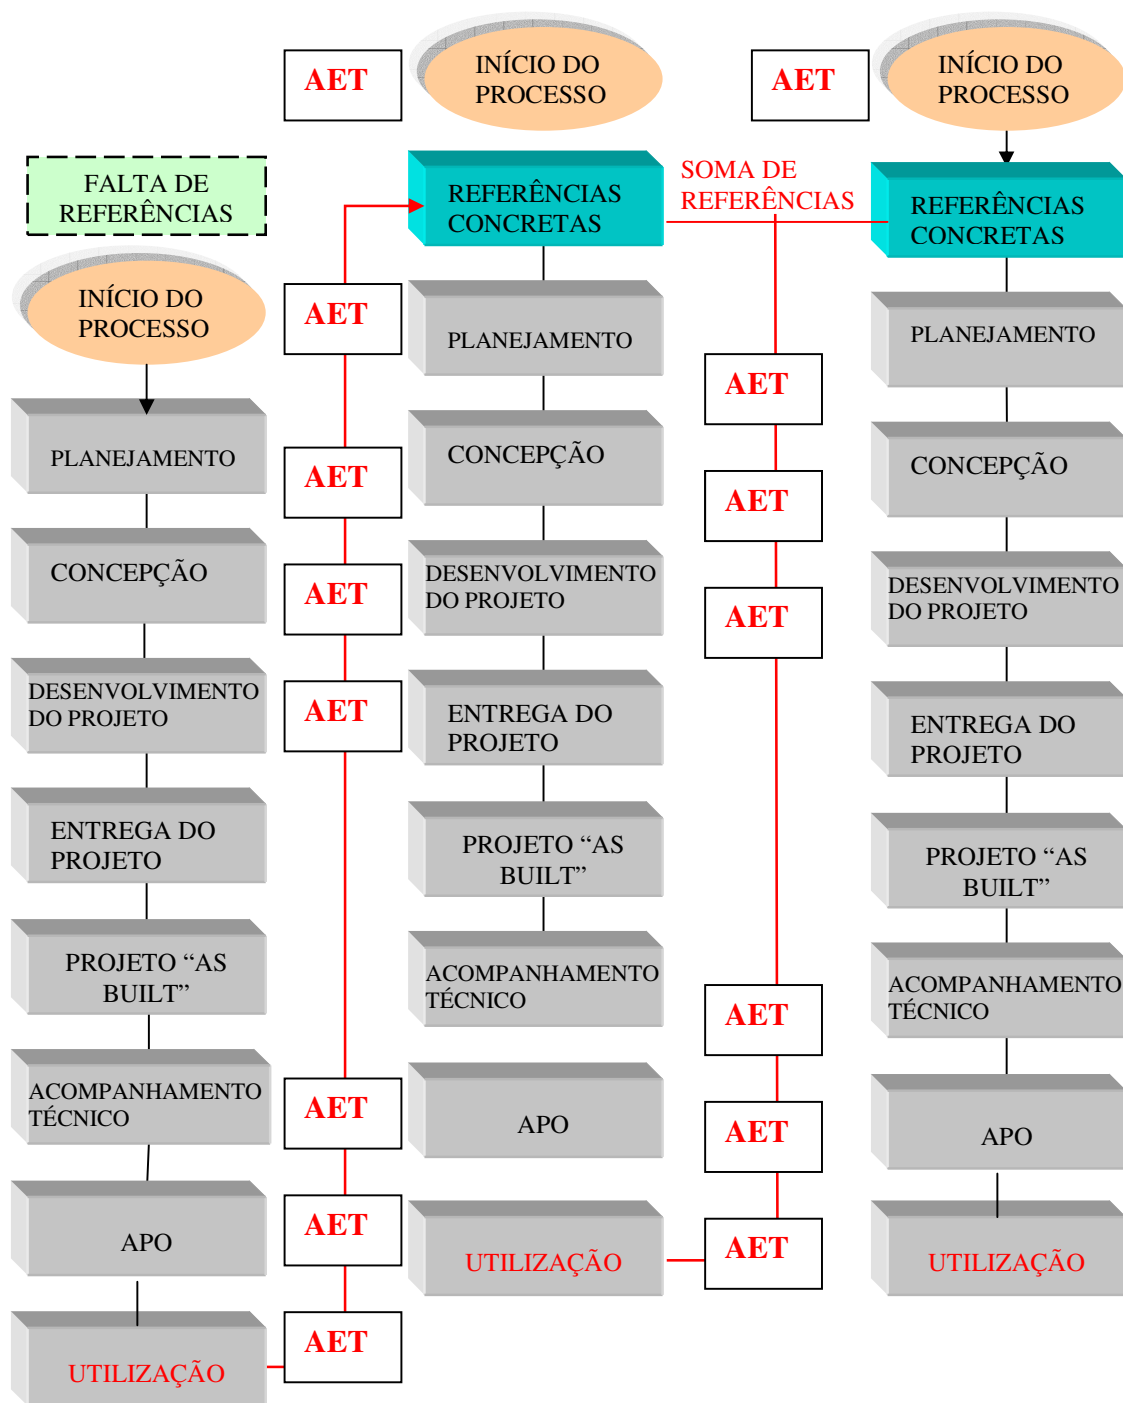 FALTA DE
REFERÊNCIAS
INÍCIO DO
PROCESSO
PLANEJAMENTO
CONCEPÇÃO
DESENVOLVIMENTO
DO PROJETO
ENTREGA DO
PROJETO
PROJETO “AS
BUILT”
ACOMPANHAMENTO
TÉCNICO
APO
UTILIZAÇÃO
AET
AET
AET
AET
AET
AET
AET
AET
INÍCIO DO
PROCESSO
REFERÊNCIAS
CONCRETAS
PLANEJAMENTO
CONCEPÇÃO
DESENVOLVIMENTO
DO PROJETO
ENTREGA DO
PROJETO
PROJETO “AS
BUILT”
ACOMPANHAMENTO
TÉCNICO
APO
UTILIZAÇÃO
SOMA DE
REFERÊNCIAS
AET
AET
AET
AET
AET
AET
AET
INÍCIO DO
PROCESSO
REFERÊNCIAS
CONCRETAS
PLANEJAMENTO
CONCEPÇÃO
DESENVOLVIMENTO
DO PROJETO
ENTREGA DO
PROJETO
PROJETO “AS
BUILT”
ACOMPANHAMENTO
TÉCNICO
APO
UTILIZAÇÃO